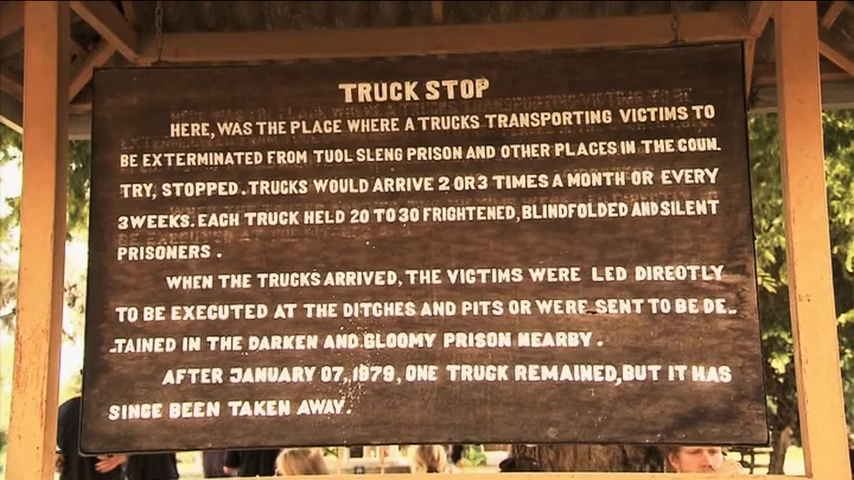 TRUCK STOP
HERE, WAS THE PLACE WHERE A TRUCKS TRANSPORTING VICTIMS TO
BE EXTERMINATED FROM TUOL SLENG PRISON AND OTHER PLACES IN THE COUN.
TRY, STOPPED. TRUCKS WOULD ARRIVE 2 OR 3 TIMES A MONTH OR EVERY
3 WEEKS. EACH TRUCK HELD 20 TO 30 FRIGHTENED, BLINDFOLDED AND SILENT
PRISONERS.
WHEN THE TRUCKS ARRIVED, THE VICTIMS WERE LED DIREOTLY
TO BE EXECUTED AT THE DITCHES AND PITS OR WERE SENT TO BE DE-
-TAINED IN THE DARKEN AND GLOOMY PRISON NEARBY.
AFTER JANUARY 07, 1979, ONE TRUCK REMAINED, BUT IT HAS
SINCE BEEN TAKEN AWAY.